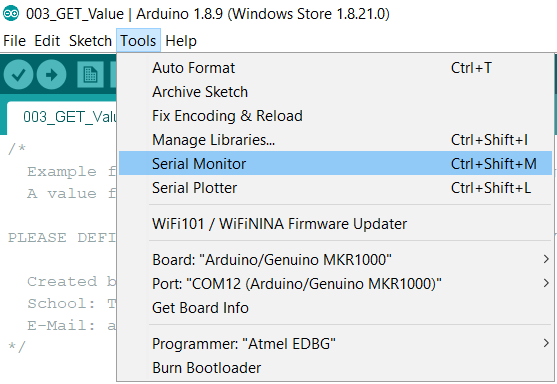 003_GET_Value | Arduino 1.8.9 (Windows Store 1.8.21.0)
File Edit Sketch Tools Help
Auto Format Ctrl+T
Archive Sketch
003_GET_Valu
Fix Encoding & Reload
/*
Manage Libraries... Ctrl+Shift+I
Example f
Serial Monitor Ctrl+Shift+M
A value f
Serial Plotter Ctrl+Shift+L
WiFi101 / WiFiNINA Firmware Updater
PLEASE DEFI
Board: "Arduino/Genuino MKR1000"
Created b
Port: "COM12 (Arduino/Genuino MKR1000)"
School: T
Get Board Info
E-Mail: a
*/
Programmer: "Atmel EDBG"
Burn Bootloader